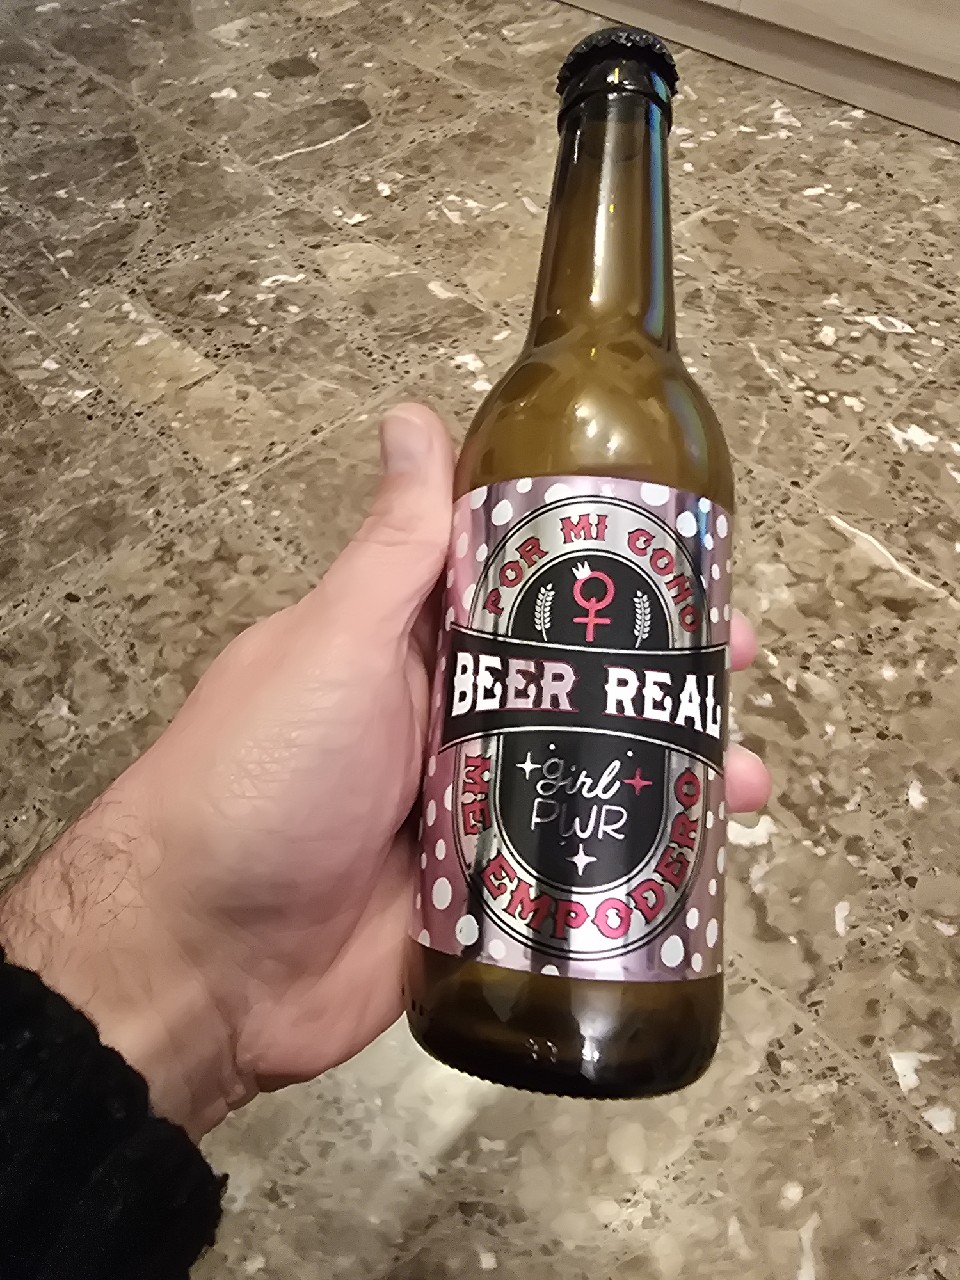 POR MI COÑO
BEER REAL
girl
PWR
ME EMPODERO